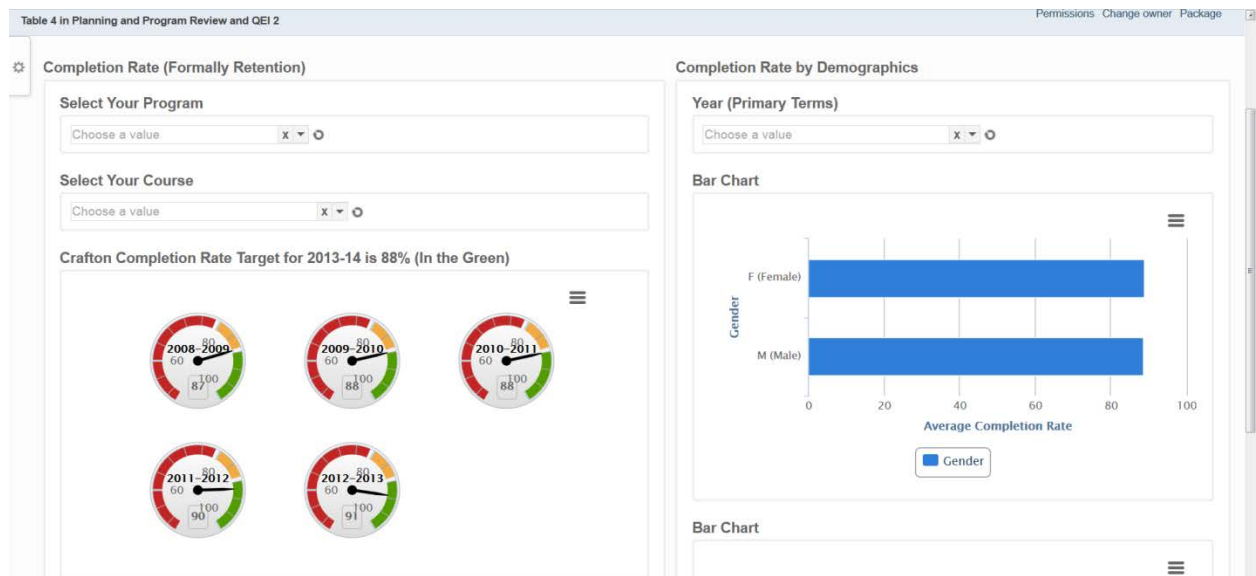 Table 4 in Planning and Program Review and QEI 2
Permissions Change owner Package
Completion Rate (Formally Retention)
Select Your Program
Choose a value
x
Select Your Course
Choose a value
x
Crafton Completion Rate Target for 2013-14 is 88% (In the Green)
2008-2009
60 80 100
87
2009-2010
60 80 100
88
2010-2011
60 80 100
88
2011-2012
60 80 100
90
2012-2013
60 80 100
91
Completion Rate by Demographics
Year (Primary Terms)
Choose a value
x
Bar Chart
Gender
F (Female)
M (Male)
0 20 40 60 80 100
Average Completion Rate
Gender
Bar Chart